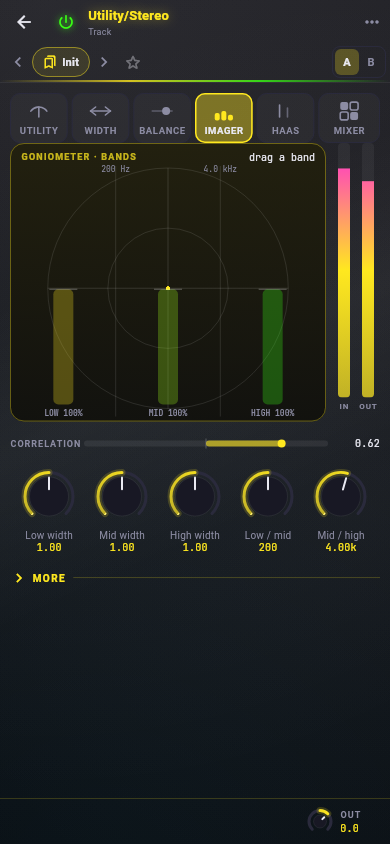 Utility/Stereo
Track
Init
A B
UTILITY WIDTH BALANCE IMAGER HAAS MIXER
GONIOMETER · BANDS drag a band
200 Hz 4.0 kHz
LOW 100% MID 100% HIGH 100%
IN OUT
CORRELATION 0.62
Low width Mid width High width Low / mid Mid / high
1.00 1.00 1.00 200 4.00k
MORE
OUT
0.0